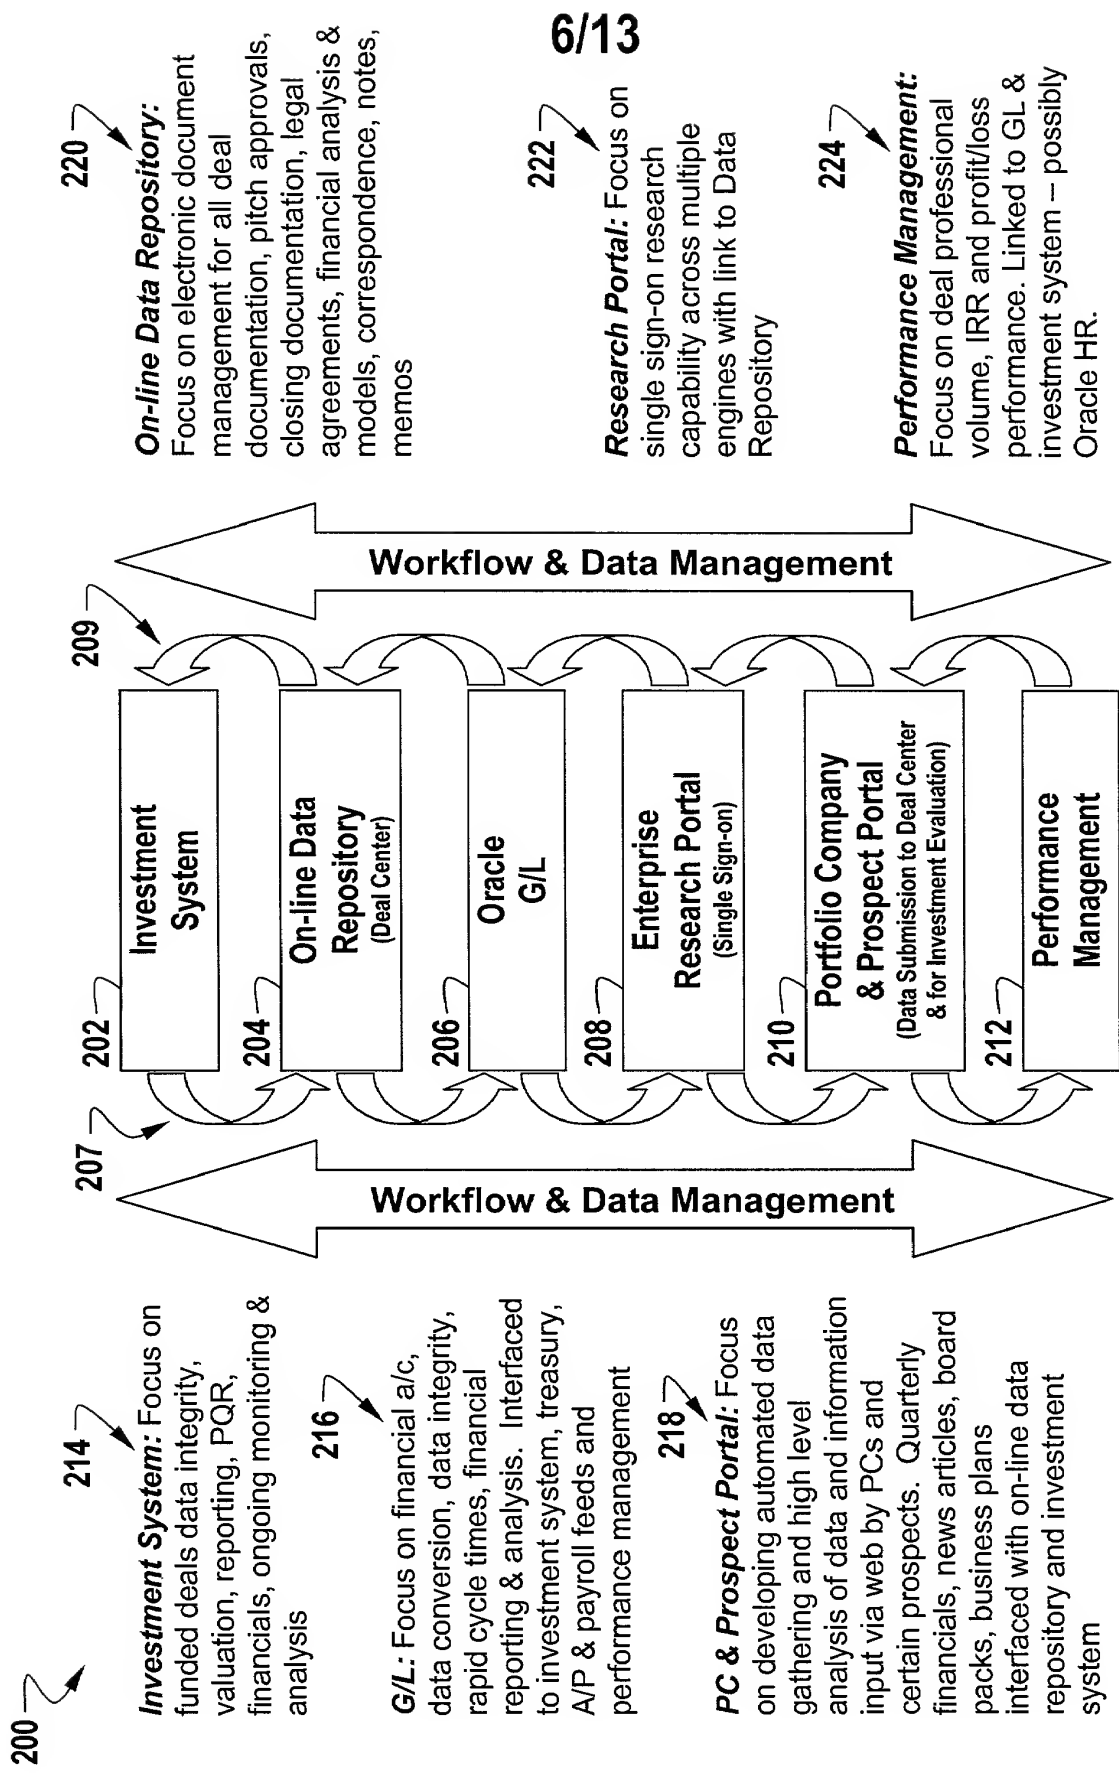 6/13
200
214
Investment System: Focus on
funded deals data integrity,
valuation, reporting, PQR,
financials, ongoing monitoring &
analysis
216
G/L: Focus on financial a/c,
data conversion, data integrity,
rapid cycle times, financial
reporting & analysis. Interfaced
to investment system, treasury,
A/P & payroll feeds and
performance management
218
PC & Prospect Portal: Focus
on developing automated data
gathering and high level
analysis of data and information
input via web by PCs and
certain prospects. Quarterly
financials, news articles, board
packs, business plans
interfaced with on-line data
repository and investment
system
Workflow & Data Management
207
202
Investment
System
204
On-line Data
Repository
(Deal Center)
206
Oracle
G/L
208
Enterprise
Research Portal
(Single Sign-on)
210
Portfolio Company
& Prospect Portal
(Data Submission to Deal Center
& for Investment Evaluation)
212
Performance
Management
209
Workflow & Data Management
220
On-line Data Repository:
Focus on electronic document
management for all deal
documentation, pitch approvals,
closing documentation, legal
agreements, financial analysis &
models, correspondence, notes,
memos
222
Research Portal: Focus on
single sign-on research
capability across multiple
engines with link to Data
Repository
224
Performance Management:
Focus on deal professional
volume, IRR and profit/loss
performance. Linked to GL &
investment system – possibly
Oracle HR.